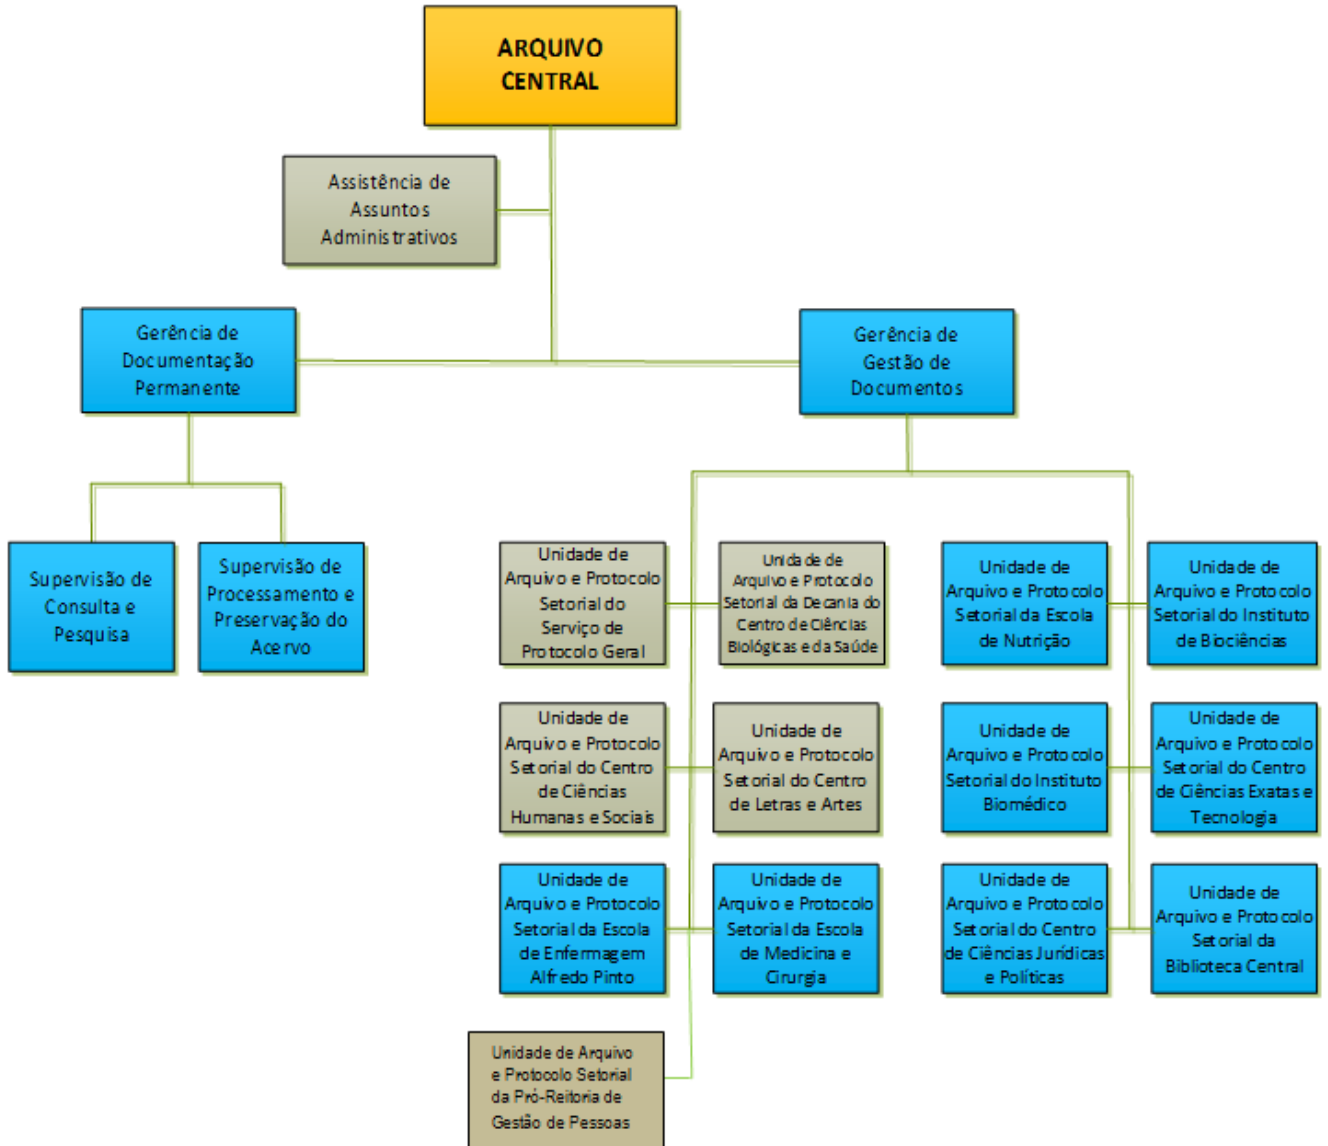 ARQUIVO
CENTRAL
Assistência de
Assuntos
Administrativos
Gerência de
Documentação
Permanente
Gerência de
Gestão de
Documentos
Supervisão de
Consulta e
Pesquisa
Supervisão de
Processamento e
Preservação do
Acervo
Unidade de
Arquivo e Protocolo
Setorial do
Serviço de
Protocolo Geral
Unidade de
Arquivo e Protocolo
Setorial da Decania do
Centro de Ciências
Biológicas e da Saúde
Unidade de
Arquivo e Protocolo
Setorial da Escola
de Nutrição
Unidade de
Arquivo e Protocolo
Setorial do Instituto
de Biociências
Unidade de
Arquivo e Protocolo
Setorial do Centro
de Ciências
Humanas e Sociais
Unidade de
Arquivo e Protocolo
Setorial do Centro
de Letras e Artes
Unidade de
Arquivo e Protocolo
Setorial do Instituto
Biomédico
Unidade de
Arquivo e Protocolo
Setorial do Centro
de Ciências Exatas e
Tecnologia
Unidade de
Arquivo e Protocolo
Setorial da Escola
de Enfermagem
Alfredo Pinto
Unidade de
Arquivo e Protocolo
Setorial da Escola
de Medicina e
Cirurgia
Unidade de
Arquivo e Protocolo
Setorial do Centro
de Ciências Jurídicas
e Políticas
Unidade de
Arquivo e Protocolo
Setorial da
Biblioteca Central
Unidade de Arquivo
e Protocolo Setorial
da Pró-Reitoria de
Gestão de Pessoas